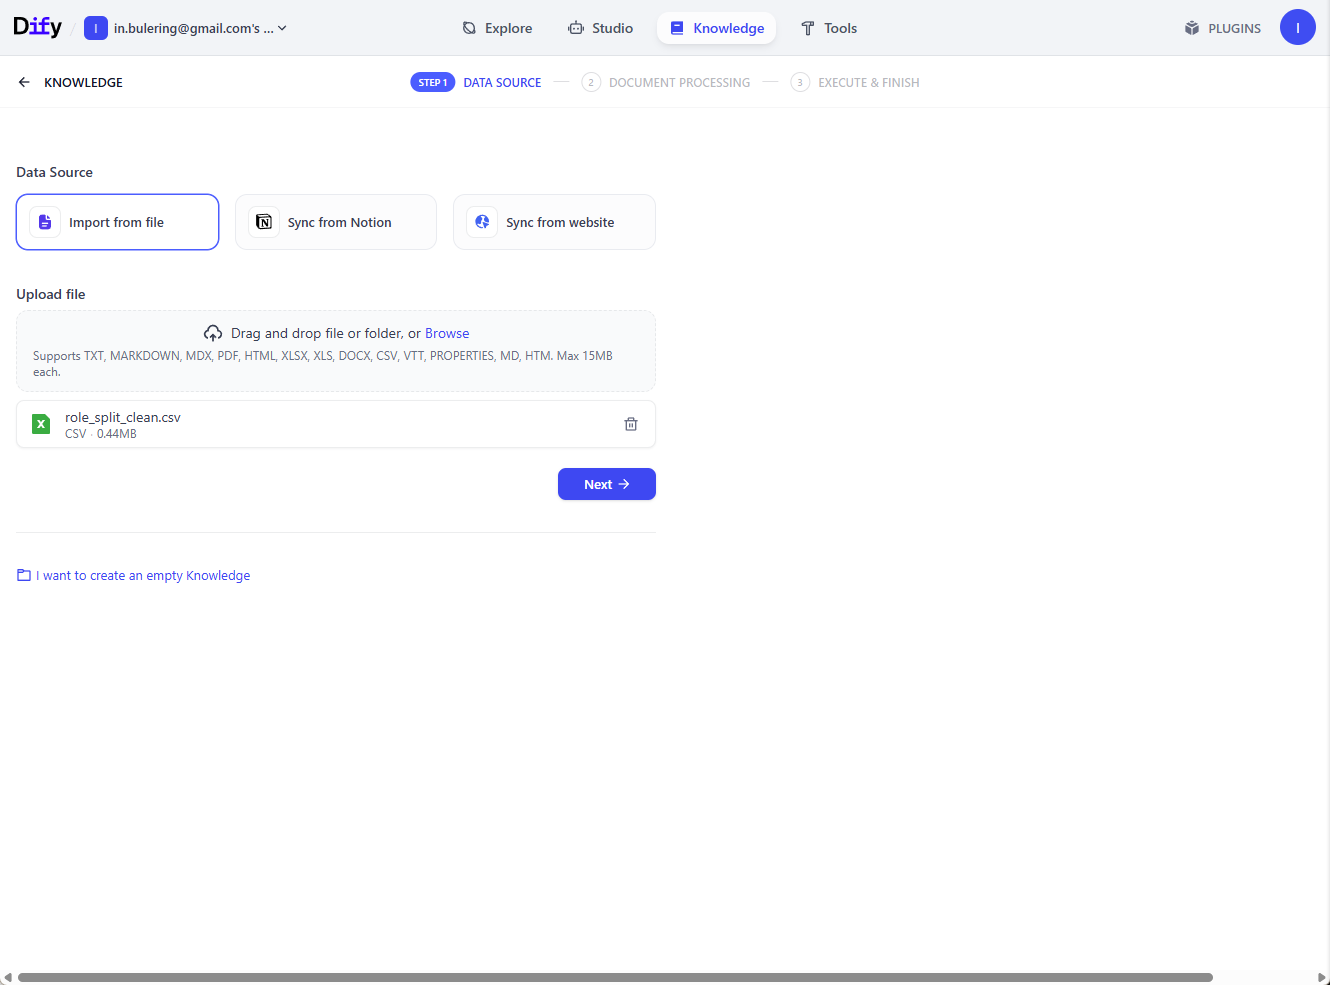 Dify / I in.bulering@gmail.com's ... Explore Studio Knowledge Tools PLUGINS I
KNOWLEDGE STEP 1 DATA SOURCE 2 DOCUMENT PROCESSING 3 EXECUTE & FINISH
Data Source
Import from file Sync from Notion Sync from website
Upload file
Drag and drop file or folder, or Browse
Supports TXT, MARKDOWN, MDX, PDF, HTML, XLSX, XLS, DOCX, CSV, VTT, PROPERTIES, MD, HTM. Max 15MB
each.
role_split_clean.csv
CSV · 0.44MB
Next
I want to create an empty Knowledge